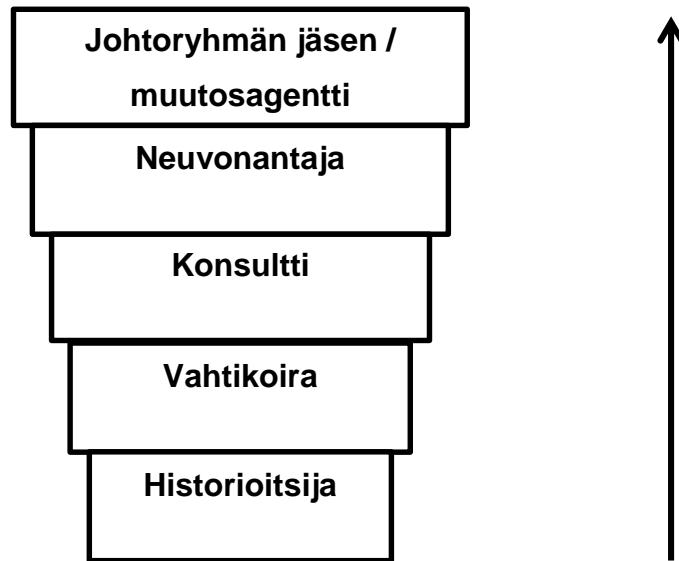 Johtoryhmän jäsen /
muutosagentti
Neuvonantaja
Konsultti
Vahtikoira
Historioitsija